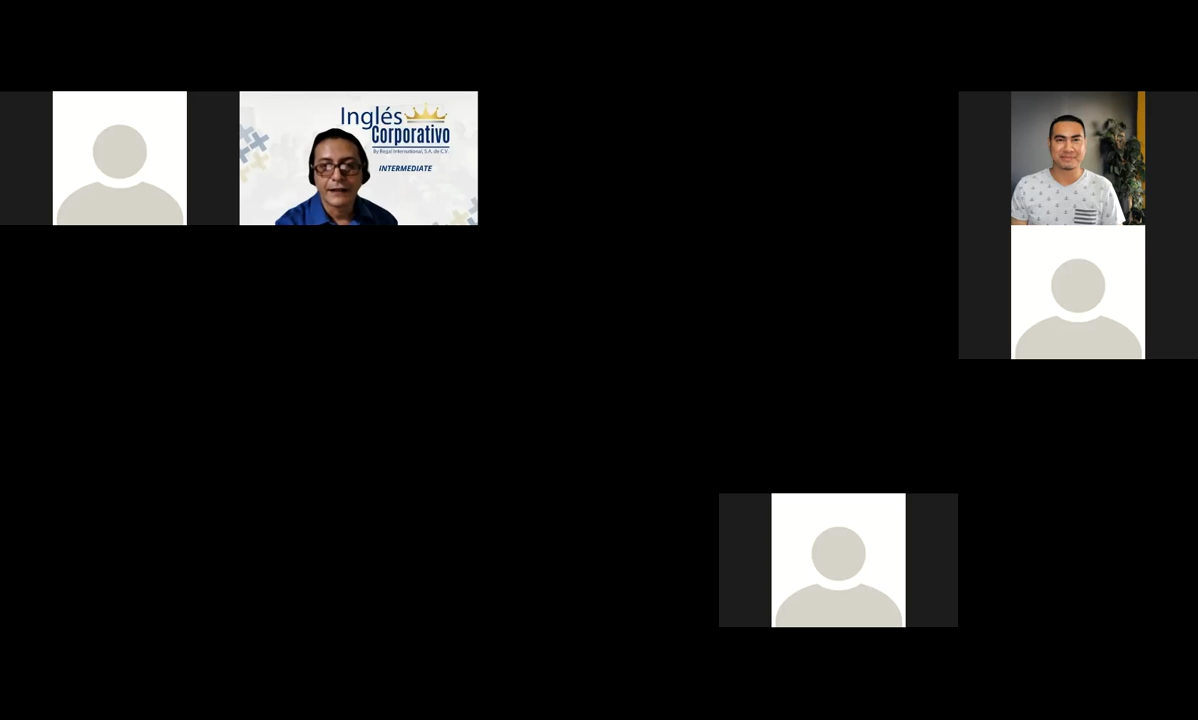 Inglés
Corporativo
By Regal International, S.A. de C.V.
INTERMEDIATE